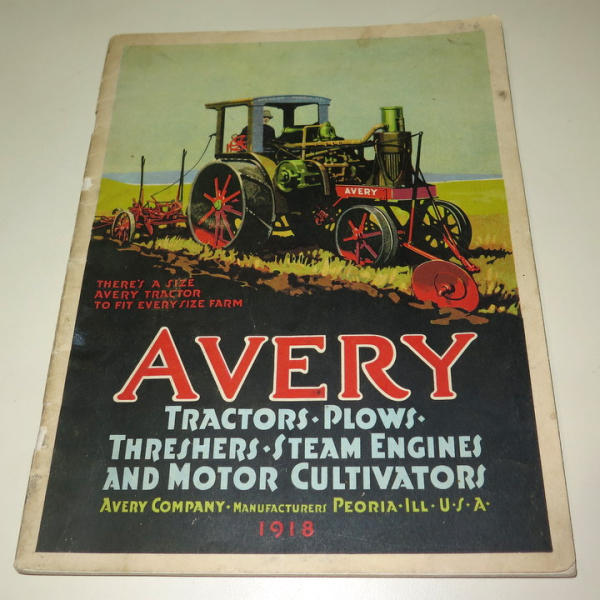 AVERY
THERE'S A SIZE
AVERY TRACTOR
TO FIT EVERY SIZE FARM
AVERY
TRACTORS·PLOWS·
THRESHERS·STEAM ENGINES
AND MOTOR CULTIVATORS
AVERY COMPANY·MANUFACTURERS PEORIA·ILL·U·S·A·
1918